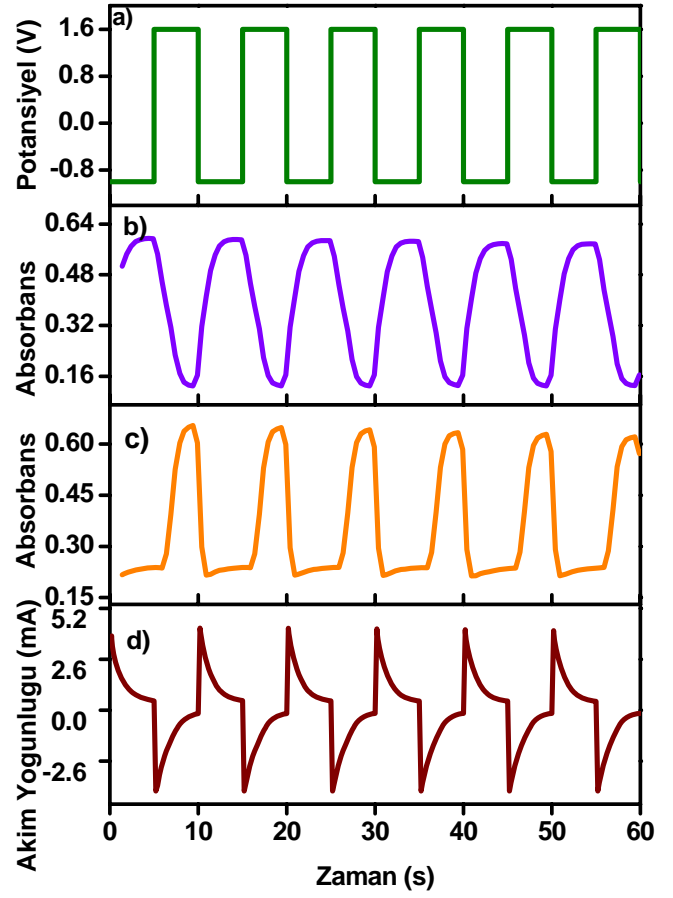 a)
Potansiyel (V)
1.6
0.8
0.0
-0.8
b)
Absorbans
0.64
0.48
0.32
0.16
c)
Absorbans
0.60
0.45
0.30
0.15
d)
Akim Yogunlugu (mA)
5.2
2.6
0.0
-2.6
0 10 20 30 40 50 60
Zaman (s)